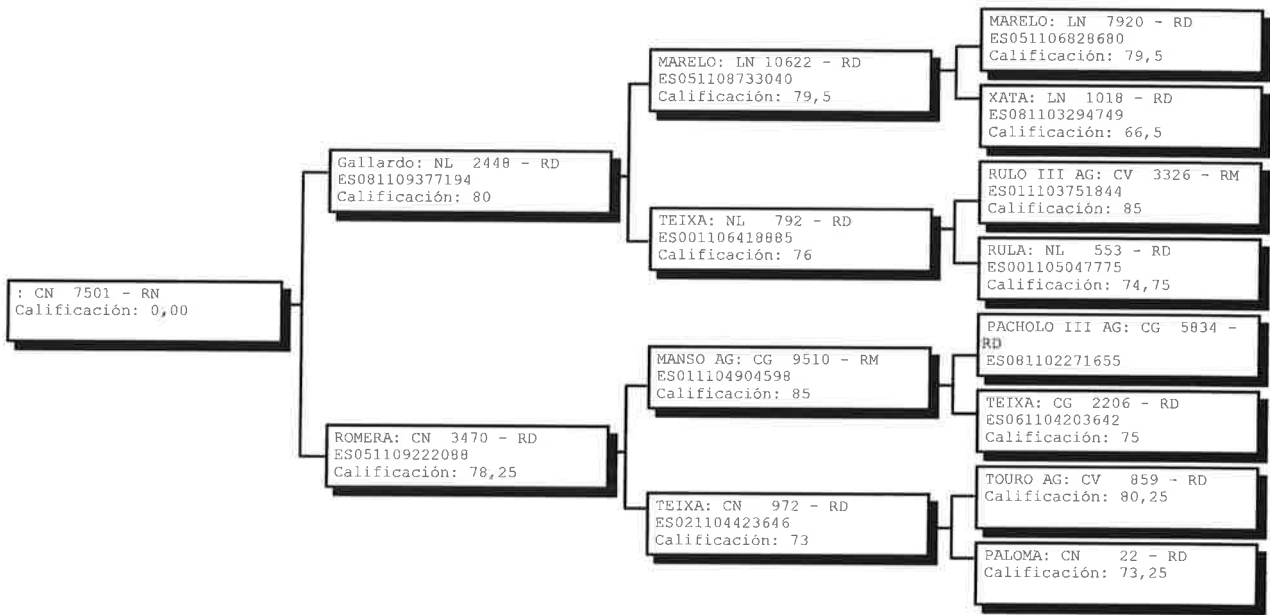 : CN 7501 - RN
Calificación: 0,00
Gallardo: NL 2448 - RD
ES081109377194
Calificación: 80
ROMERA: CN 3470 - RD
ES051109222088
Calificación: 78,25
MARELO: LN 10622 - RD
ES051108733040
Calificación: 79,5
TEIXA: NL 792 - RD
ES001106418885
Calificación: 76
MANSO AG: CG 9510 - RM
ES011104904598
Calificación: 85
TEIXA: CN 972 - RD
ES021104423646
Calificación: 73
MARELO: LN 7920 - RD
ES051106828680
Calificación: 79,5
XATA: LN 1018 - RD
ES081103294749
Calificación: 66,5
RULO III AG: CV 3326 - RM
ES011103751844
Calificación: 85
RULA: NL 553 - RD
ES001105047775
Calificación: 74,75
PACHOLO III AG: CG 5834 -
RD
ES081102271655
TEIXA: CG 2206 - RD
ES061104203642
Calificación: 75
TOURO AG: CV 859 - RD
Calificación: 80,25
PALOMA: CN 22 - RD
Calificación: 73,25